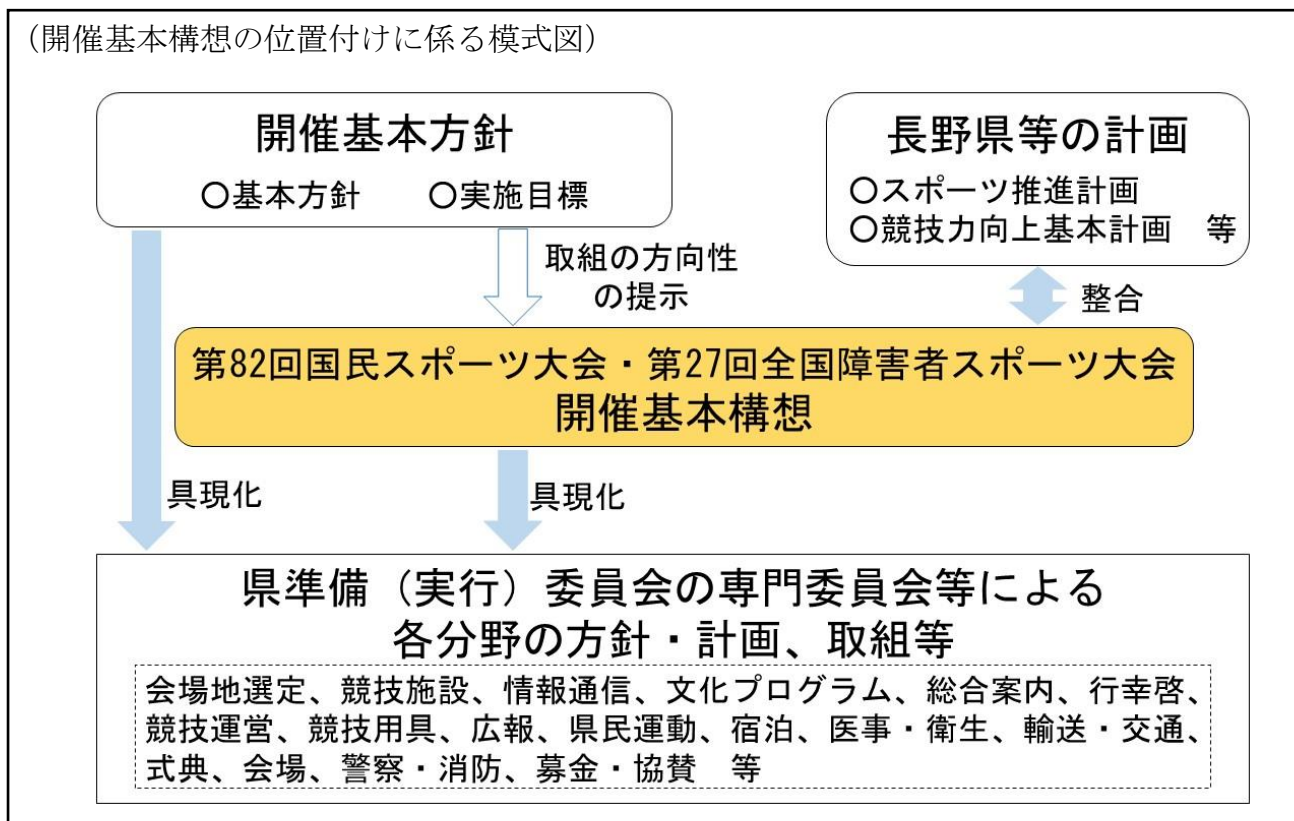 （開催基本構想の位置付けに係る模式図）
開催基本方針
○基本方針　○実施目標
長野県等の計画
○スポーツ推進計画
○競技力向上基本計画　等
取組の方向性
の提示
整合
第82回国民スポーツ大会・第27回全国障害者スポーツ大会
開催基本構想
具現化
具現化
県準備（実行）委員会の専門委員会等による
各分野の方針・計画、取組等
会場地選定、競技施設、情報通信、文化プログラム、総合案内、行幸啓、
競技運営、競技用具、広報、県民運動、宿泊、医事・衛生、輸送・交通、
式典、会場、警察・消防、募金・協賛　等